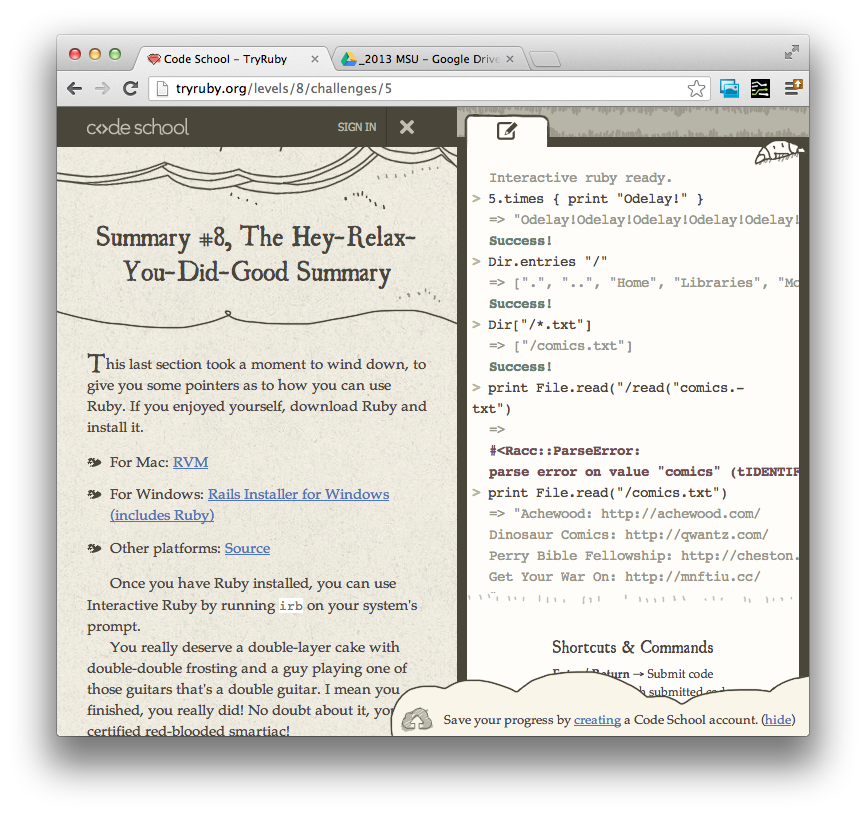 Code School - TryRuby
_2013 MSU - Google Drive
tryruby.org/levels/8/challenges/5
code school
SIGN IN
Summary #8, The Hey-Relax-
You-Did-Good Summary
This last section took a moment to wind down, to
give you some pointers as to how you can use
Ruby. If you enjoyed yourself, download Ruby and
install it.
For Mac: RVM
For Windows: Rails Installer for Windows
(includes Ruby)
Other platforms: Source
Once you have Ruby installed, you can use
Interactive Ruby by running irb on your system's
prompt.
You really deserve a double-layer cake with
double-double frosting and a guy playing one of
those guitars that's a double guitar. I mean you
finished, you really did! No doubt about it, yo
certified red-blooded smartiac!
Interactive ruby ready.
> 5.times { print "Odelay!" }
=> "Odelay!Odelay!Odelay!Odelay!Odelay!
Success!
> Dir.entries "/"
=> [".", "..", "Home", "Libraries", "Mo
Success!
> Dir["/*.txt"]
=> ["/comics.txt"]
Success!
> print File.read("/read("comics.-
txt")
=>
#<Racc::ParseError:
parse error on value "comics" (tIDENTIF
> print File.read("/comics.txt")
=> "Achewood: http://achewood.com/
Dinosaur Comics: http://qwantz.com/
Perry Bible Fellowship: http://cheston.
Get Your War On: http://mnftiu.cc/
Shortcuts & Commands
Return → Submit code
submitted
Save your progress by creating a Code School account. (hide)